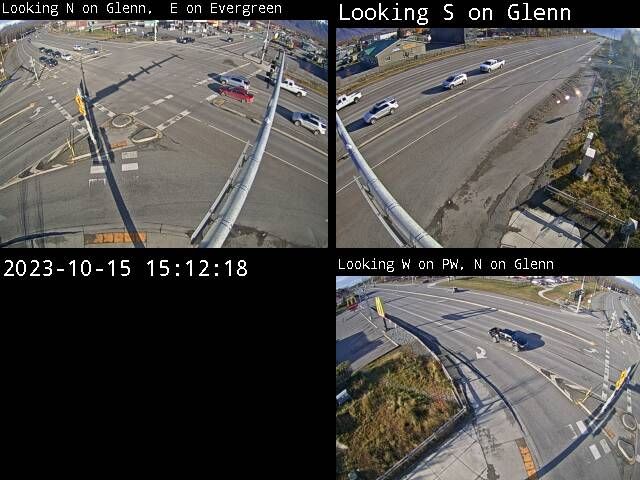 Looking N on Glenn,  E on Evergreen
Looking S on Glenn
2023-10-15 15:12:18
Looking W on PW, N on Glenn